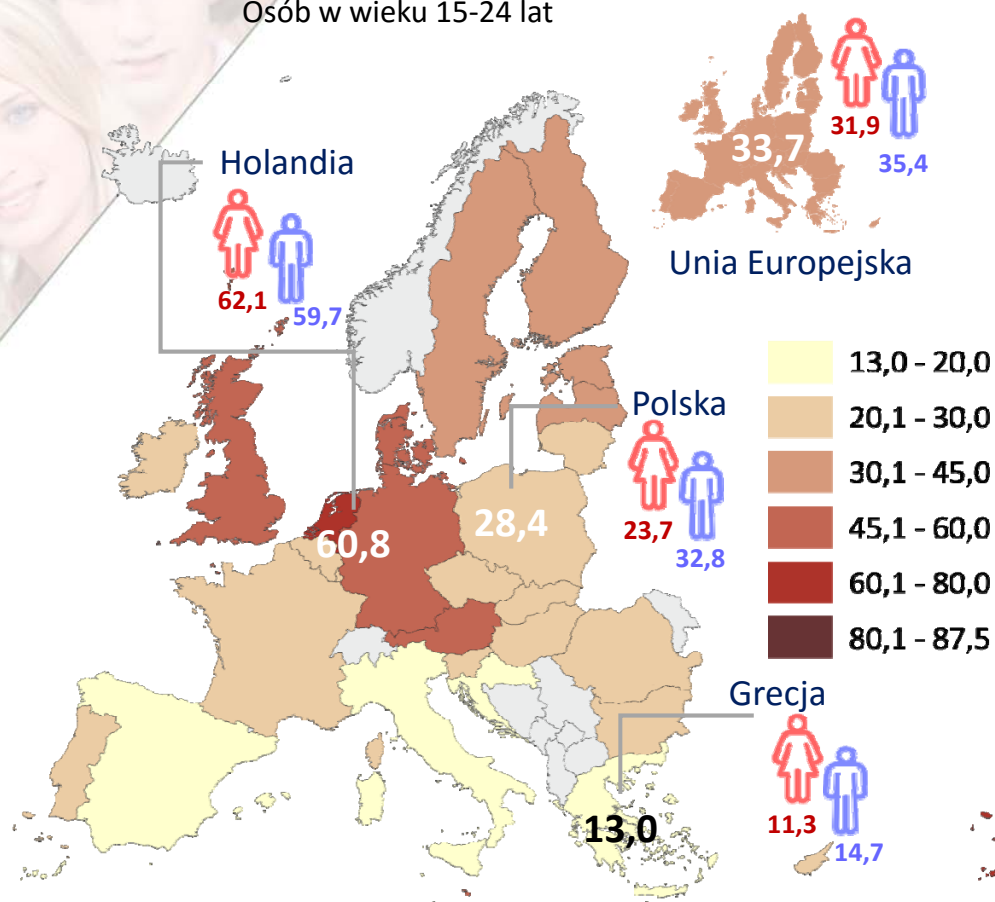 Osób w wieku 15-24 lat
33,7
31,9
35,4
Unia Europejska
Holandia
62,1
59,7
13,0 – 20,0
20,1 – 30,0
30,1 – 45,0
45,1 – 60,0
60,1 – 80,0
80,1 – 87,5
Polska
23,7
32,8
28,4
60,8
Grecja
11,3
14,7
13,0